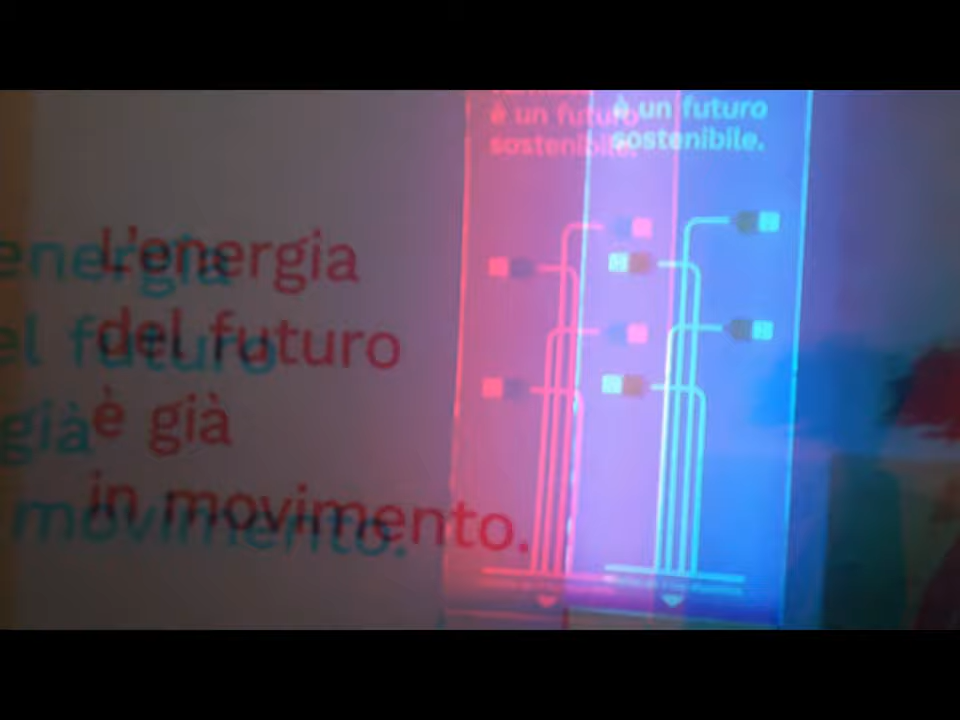 L'energia
del futuro
è già
in movimento.
è un futuro
sostenibile.